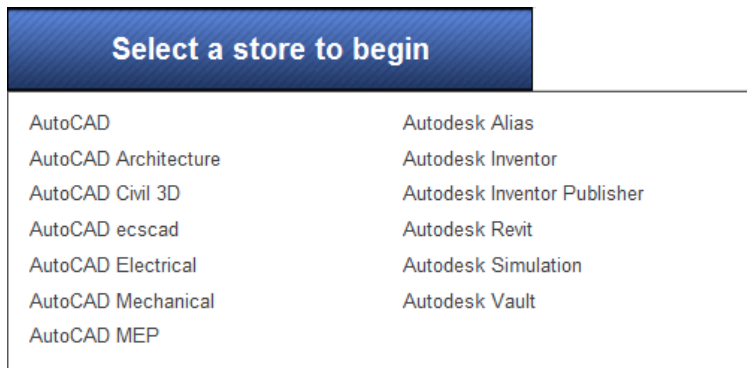 Select a store to begin
AutoCAD
AutoCAD Architecture
AutoCAD Civil 3D
AutoCAD ecscad
AutoCAD Electrical
AutoCAD Mechanical
AutoCAD MEP
Autodesk Alias
Autodesk Inventor
Autodesk Inventor Publisher
Autodesk Revit
Autodesk Simulation
Autodesk Vault